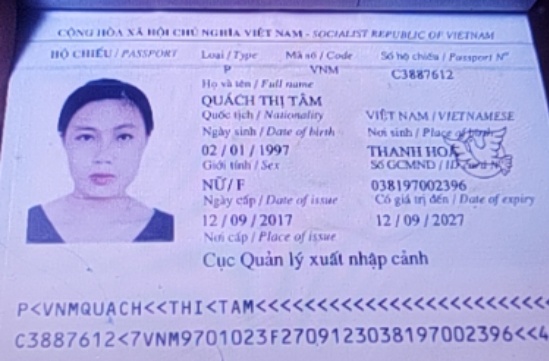 CỘNG HÒA XÃ HỘI CHỦ NGHĨA VIỆT NAM - SOCIALIST REPUBLIC OF VIETNAM
HỘ CHIẾU / PASSPORT Loại / Type Mã số / Code Số hộ chiếu / Passport Nº
P VNM C3887612
Họ và tên / Full name
QUÁCH THỊ TÂM
Quốc tịch / Nationality VIỆT NAM / VIETNAMESE
Ngày sinh / Date of birth Nơi sinh / Place of birth
02 / 01 / 1997 THANH HOÁ
Giới tính / Sex Số GCMND / ID
NỮ / F 038197002396
Ngày cấp / Date of issue Có giá trị đến / Date of expiry
12 / 09 / 2017 12 / 09 / 2027
Nơi cấp / Place of issue
Cục Quản lý xuất nhập cảnh
P<VNMQUACH<<THI<TAM<<<<<<<<<<<<<<<<<<<<<<<<<
C3887612<7VNM9701023F2709123038197002396<<4